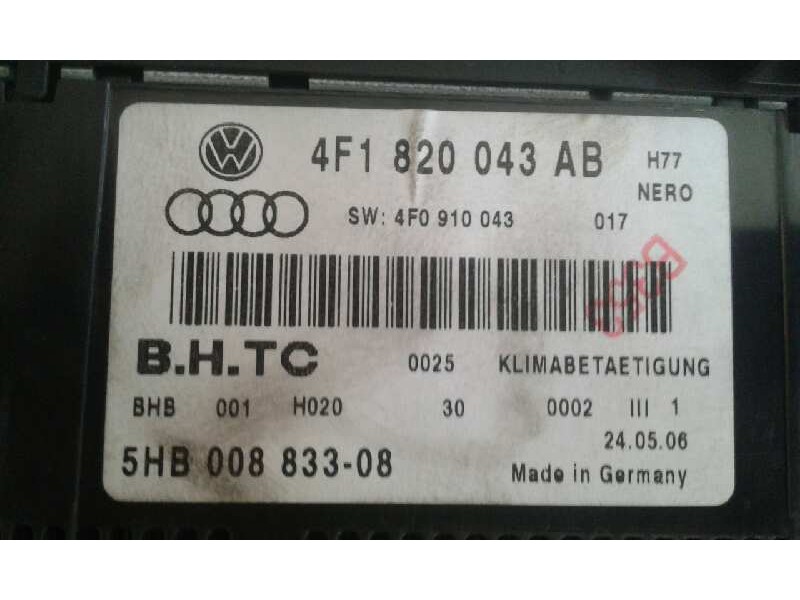 4F1 820 043 AB H77
NERO
SW: 4F0 910 043 017
B.H.TC 0025 KLIMABETAETIGUNG
BHB 001 H020 30 0002 III 1
24.05.06
5HB 008 833-08 Made in Germany